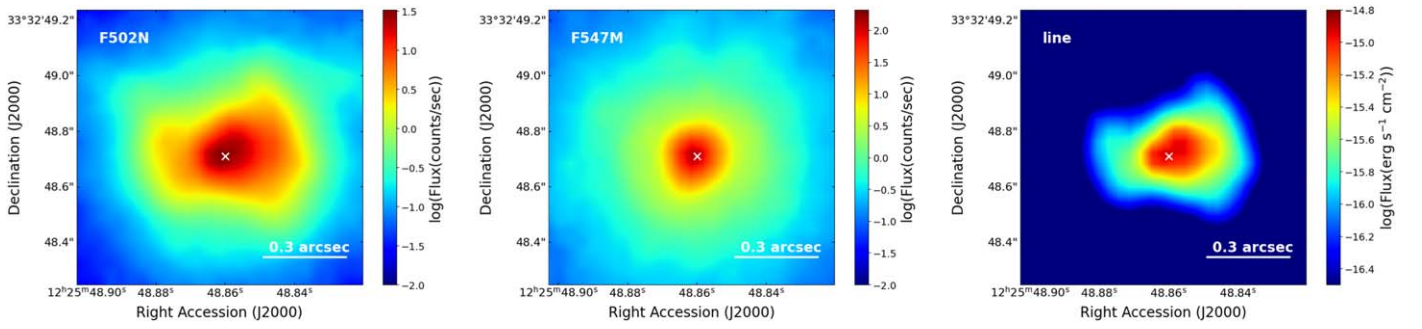 F502N
33°32'49.2"
49.0"
48.8"
48.6"
48.4"
Declination (J2000)
12ʰ25ᵐ48.90ˢ
48.88ˢ
48.86ˢ
48.84ˢ
Right Accession (J2000)
0.3 arcsec
1.5
1.0
0.5
0.0
−0.5
−1.0
−1.5
−2.0
log(Flux(counts/sec))
F547M
33°32'49.2"
49.0"
48.8"
48.6"
48.4"
Declination (J2000)
12ʰ25ᵐ48.90ˢ
48.88ˢ
48.86ˢ
48.84ˢ
Right Accession (J2000)
0.3 arcsec
2.0
1.5
1.0
0.5
0.0
−0.5
−1.0
−1.5
−2.0
log(Flux(counts/sec))
line
33°32'49.2"
49.0"
48.8"
48.6"
48.4"
Declination (J2000)
12ʰ25ᵐ48.90ˢ
48.88ˢ
48.86ˢ
48.84ˢ
Right Accession (J2000)
0.3 arcsec
−14.8
−15.0
−15.2
−15.4
−15.6
−15.8
−16.0
−16.2
−16.4
log(Flux(erg s⁻¹ cm⁻²))